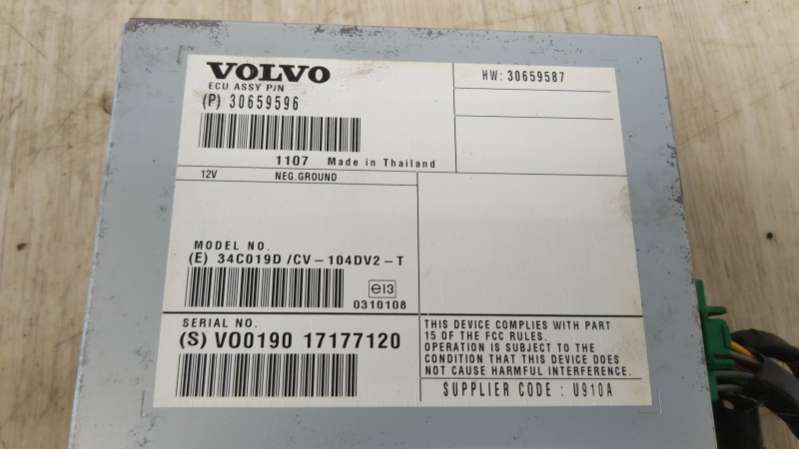 VOLVO
ECU ASSY P/N
(P) 30659596
1107 Made in Thailand
HW: 30659587
12V NEG.GROUND
MODEL NO.
(E) 34C019D /CV-104DV2-T
e13
0310108
SERIAL NO.
(S) VO0190 17177120
THIS DEVICE COMPLIES WITH PART
15 OF THE FCC RULES.
OPERATION IS SUBJECT TO THE
CONDITION THAT THIS DEVICE DOES
NOT CAUSE HARMFUL INTERFERENCE.
SUPPLIER CODE : U910A